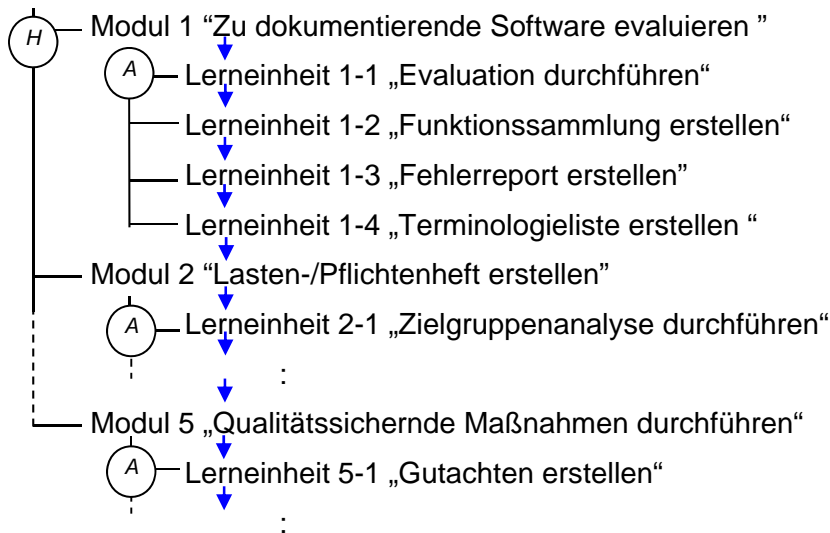 H
Modul 1 “Zu dokumentierende Software evaluieren ”
A
Lerneinheit 1-1 „Evaluation durchführen“
Lerneinheit 1-2 „Funktionssammlung erstellen“
Lerneinheit 1-3 „Fehlerreport erstellen”
Lerneinheit 1-4 „Terminologieliste erstellen “
Modul 2 “Lasten-/Pflichtenheft erstellen”
A
Lerneinheit 2-1 „Zielgruppenanalyse durchführen“
:
Modul 5 „Qualitätssichernde Maßnahmen durchführen“
A
Lerneinheit 5-1 „Gutachten erstellen“
: